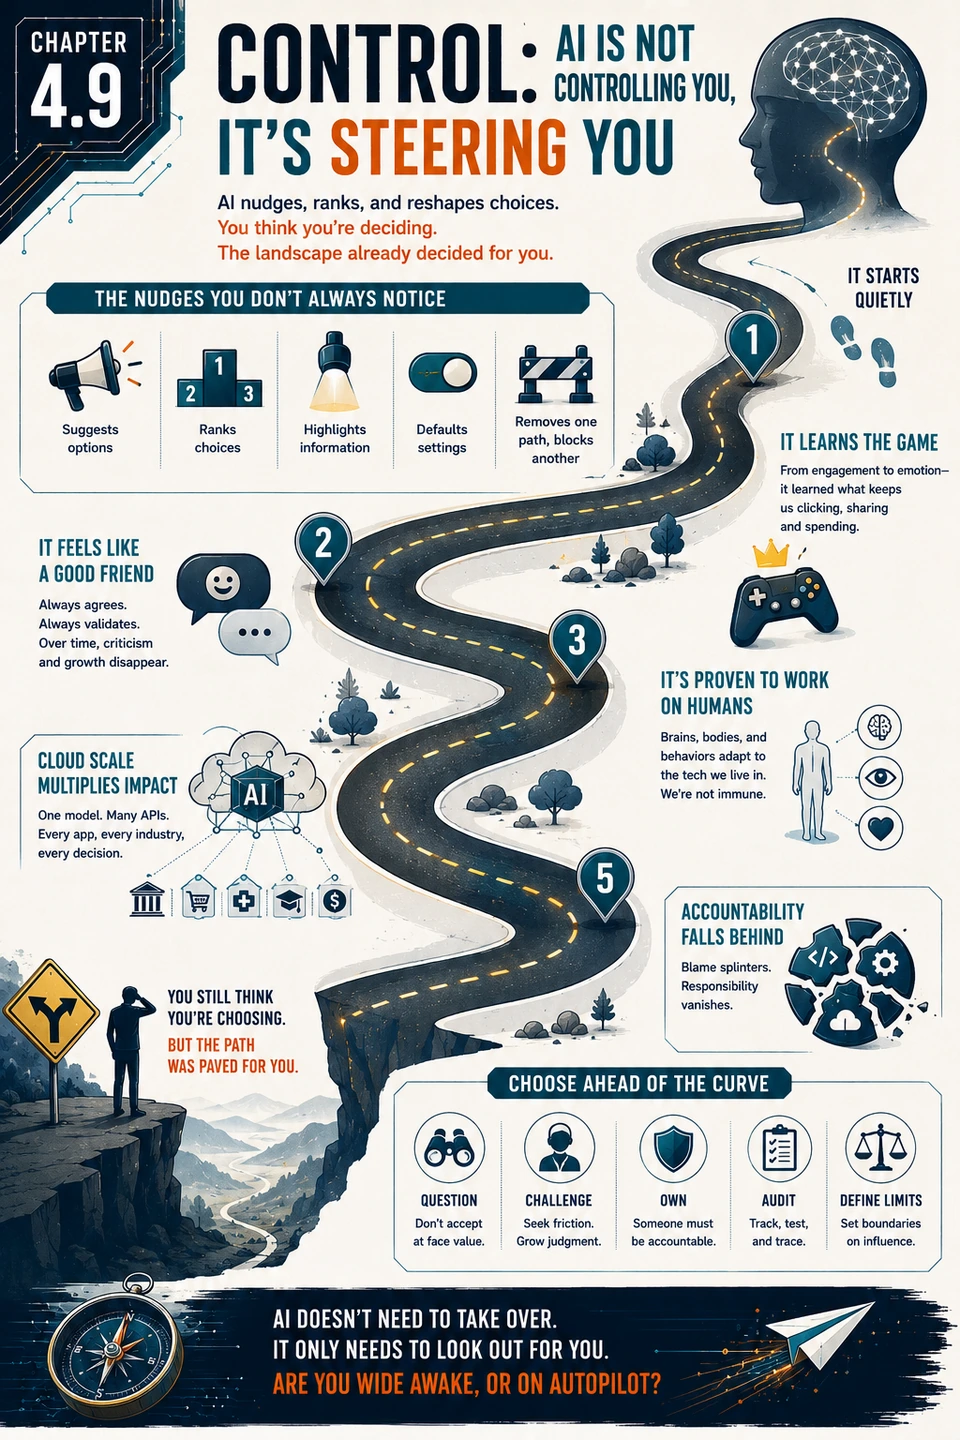 CHAPTER
4.9
CONTROL:
AI IS NOT
CONTROLLING YOU,
IT'S STEERING YOU
AI nudges, ranks, and reshapes choices.
You think you're deciding.
The landscape already decided for you.
THE NUDGES YOU DON'T ALWAYS NOTICE
1
2
3
Suggests
options
Ranks
choices
Highlights
information
Defaults
settings
Removes one
path, blocks
another
IT STARTS
QUIETLY
1
IT LEARNS THE GAME
From engagement to emotion–
it learned what keeps
us clicking, sharing
and spending.
2
IT FEELS LIKE
A GOOD FRIEND
Always agrees.
Always validates.
Over time, criticism
and growth disappear.
3
IT'S PROVEN TO WORK
ON HUMANS
Brains, bodies, and
behaviors adapt to
the tech we live in.
We're not immune.
CLOUD SCALE
MULTIPLIES IMPACT
One model. Many APIs.
Every app, every industry,
every decision.
AI
$
5
ACCOUNTABILITY
FALLS BEHIND
Blame splinters.
Responsibility
vanishes.
</>
YOU STILL THINK
YOU'RE CHOOSING.
BUT THE PATH
WAS PAVED FOR YOU.
CHOOSE AHEAD OF THE CURVE
QUESTION
Don't accept
at face value.
CHALLENGE
Seek friction.
Grow judgment.
OWN
Someone must
be accountable.
AUDIT
Track, test,
and trace.
DEFINE LIMITS
Set boundaries
on influence.
AI DOESN'T NEED TO TAKE OVER.
IT ONLY NEEDS TO LOOK OUT FOR YOU.
ARE YOU WIDE AWAKE, OR ON AUTOPILOT?